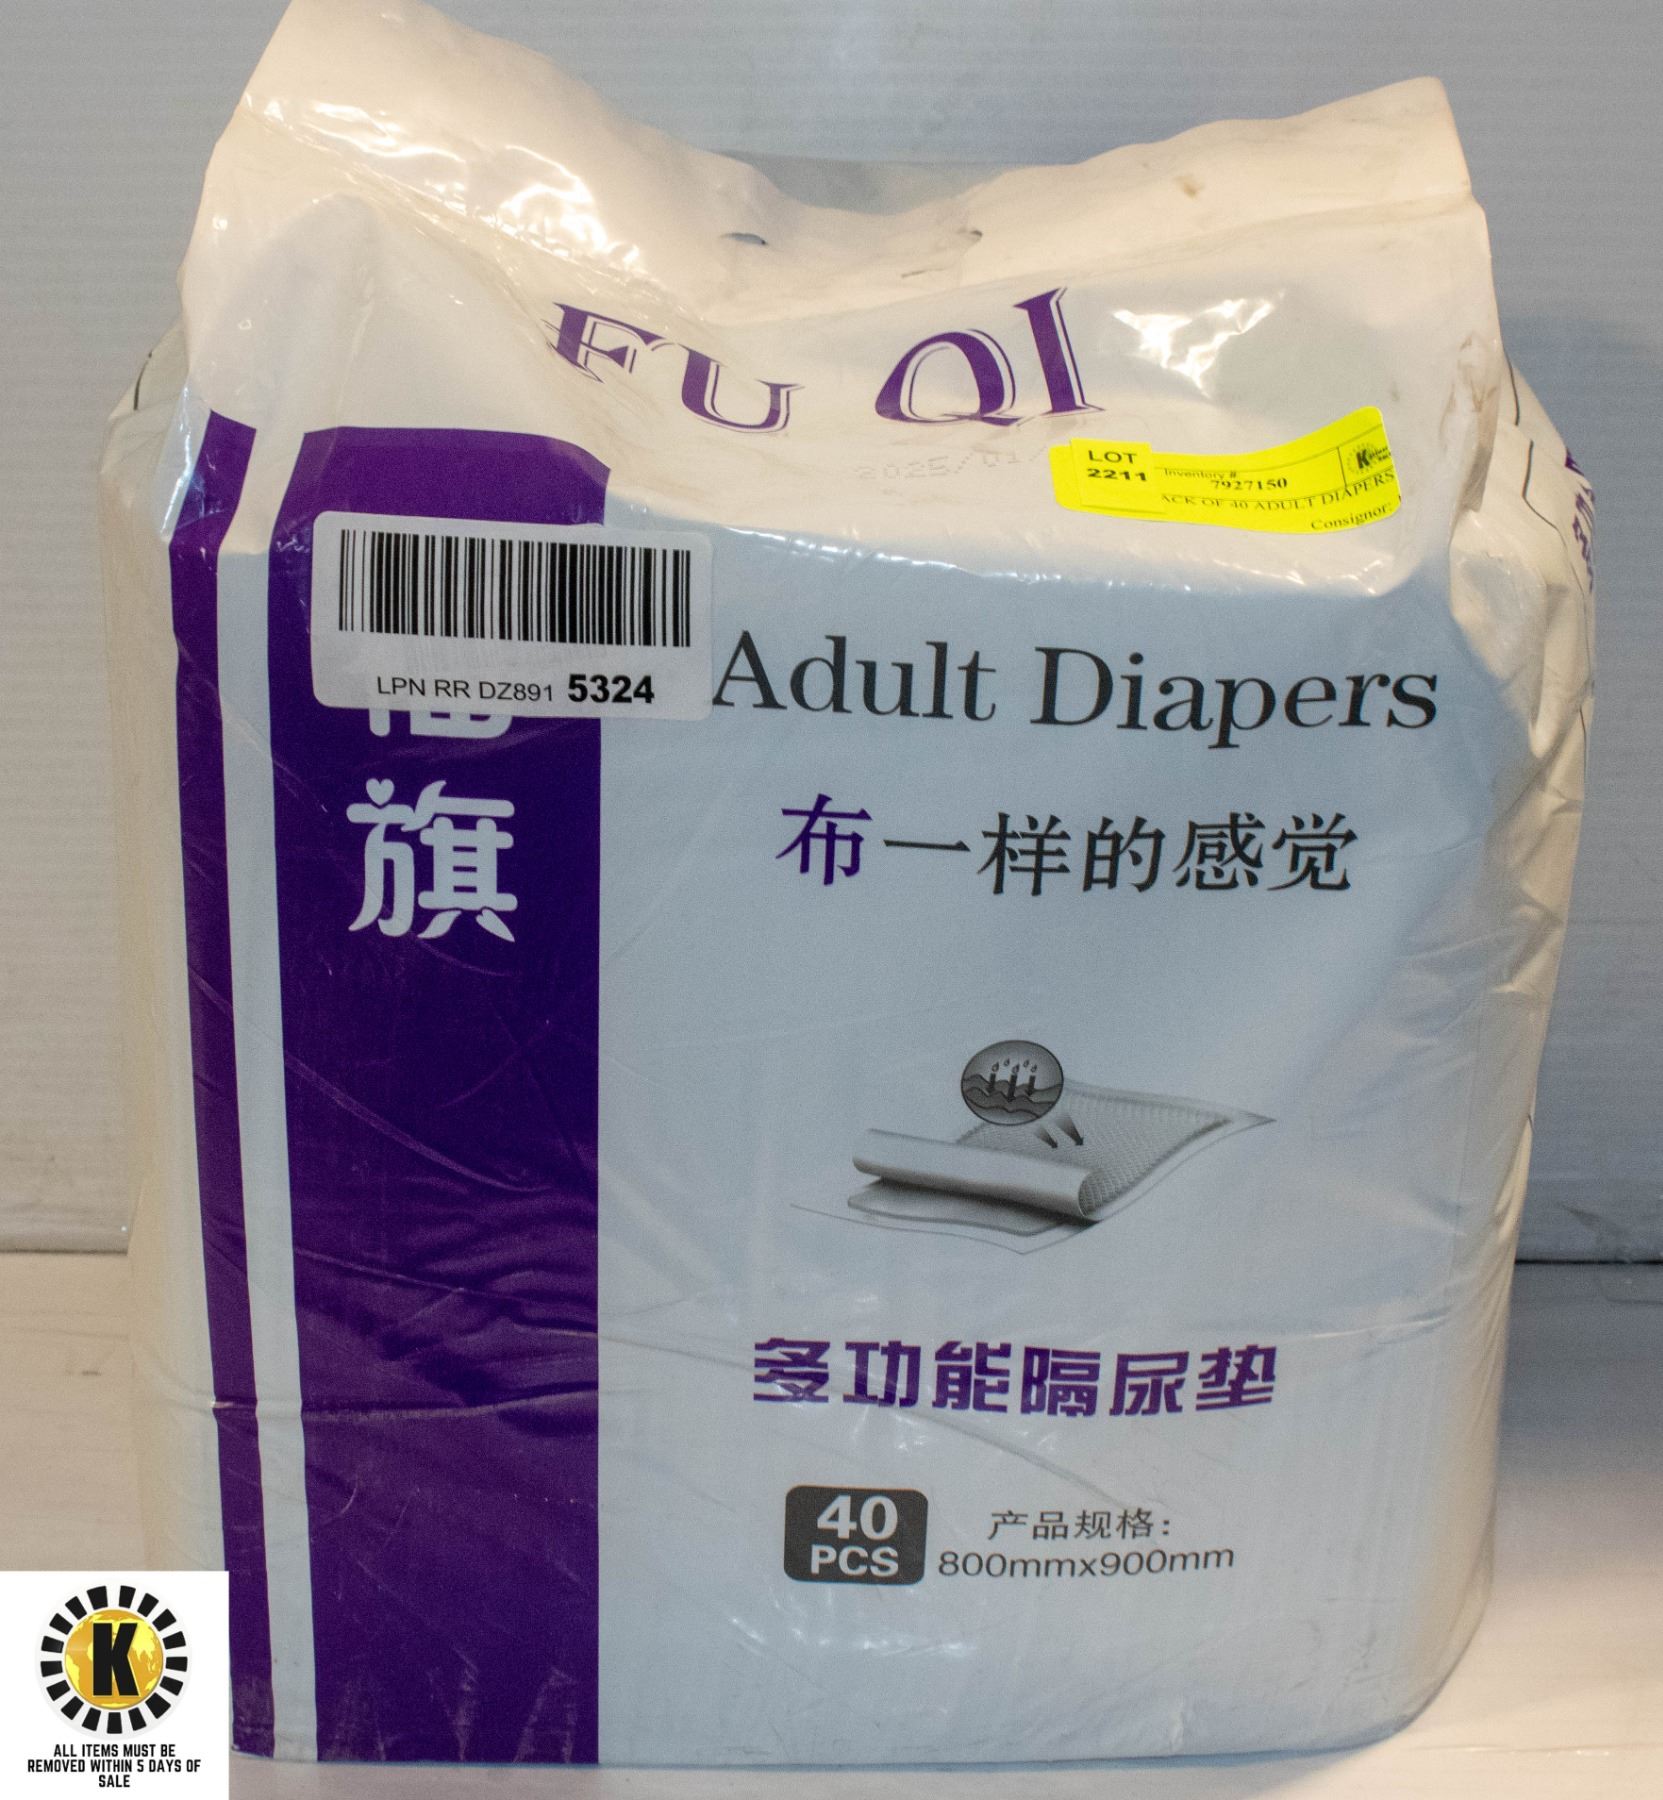 FU QI
2025/01/
LOT
2211
Inventory #
7927150
ACK OF 40 ADULT DIAPERS
Consignor:
LPN RR DZ891 5324
Adult Diapers
旗
布一样的感觉
多功能隔尿垫
40
PCS
产品规格:
800mmx900mm
K
ALL ITEMS MUST BE
REMOVED WITHIN 5 DAYS OF
SALE